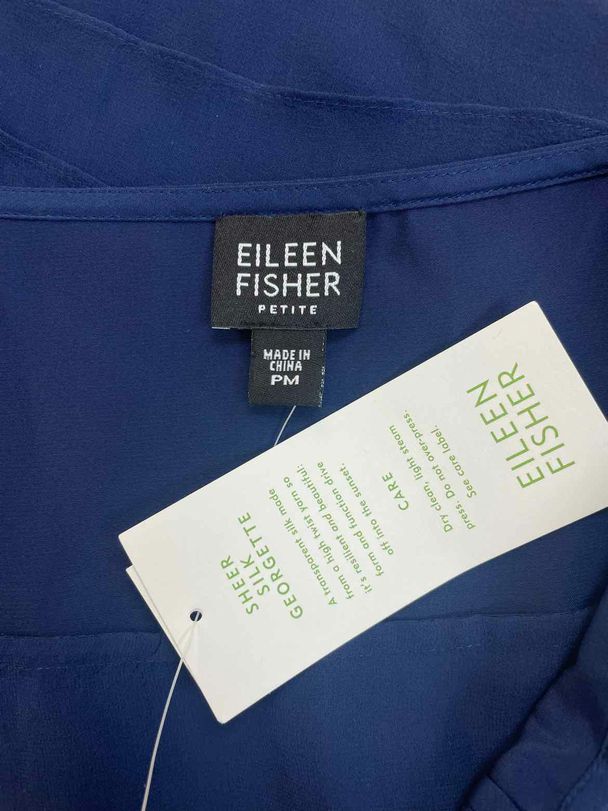 EILEEN
FISHER
PETITE
MADE IN
CHINA
PM
SHEER
SILK
GEORGETTE
A transparent silk made
from a high twist yarn so
it's resilient and beautiful:
form and function drive
off into the sunset.
CARE
Dry clean, light steam
press. Do not over-press.
See care label.
EILEEN
FISHER